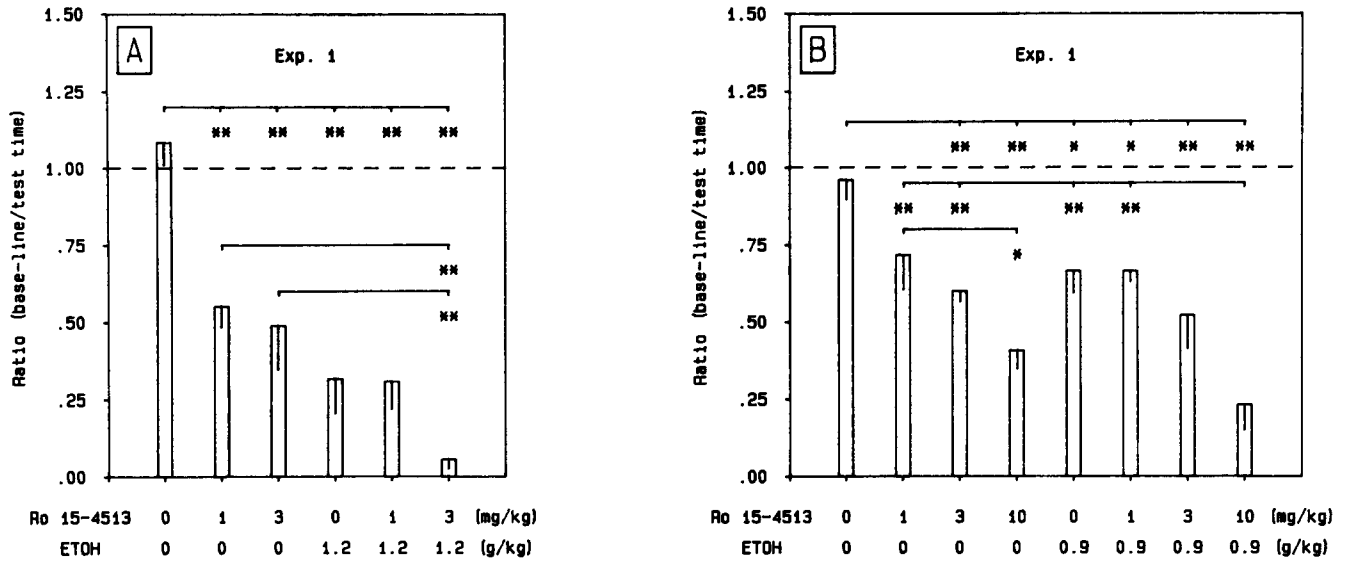 A
Exp. 1
Ratio (base-line/test time)
1.50
1.25
** ** ** ** **
1.00
.75
**
**
.50
.25
.00
Ro 15-4513 0 1 3 0 1 3 (mg/kg)
ETOH 0 0 0 1.2 1.2 1.2 (g/kg)
B
Exp. 1
Ratio (base-line/test time)
1.50
1.25
** ** * * ** **
1.00
** ** ** **
*
.75
.50
.25
.00
Ro 15-4513 0 1 3 10 0 1 3 10 (mg/kg)
ETOH 0 0 0 0 0.9 0.9 0.9 0.9 (g/kg)